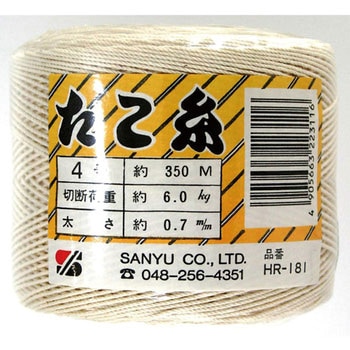 たこ糸
4号 約 350 M
切断荷重 約 6.0 kg
太さ 約 0.7 m/m
SANYU CO., LTD.
☎ 048-256-4351
4 905663 223116
品番
HR-181